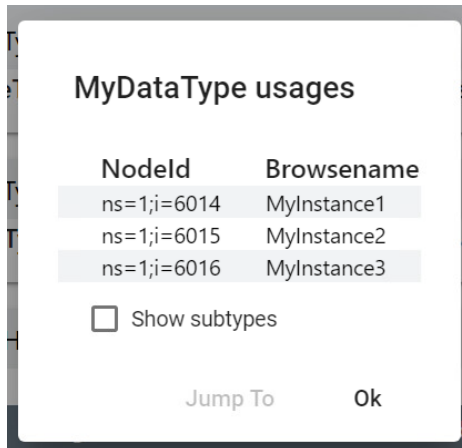 MyDataType usages
NodeId Browsename
ns=1;i=6014 MyInstance1
ns=1;i=6015 MyInstance2
ns=1;i=6016 MyInstance3
Show subtypes
Jump To Ok